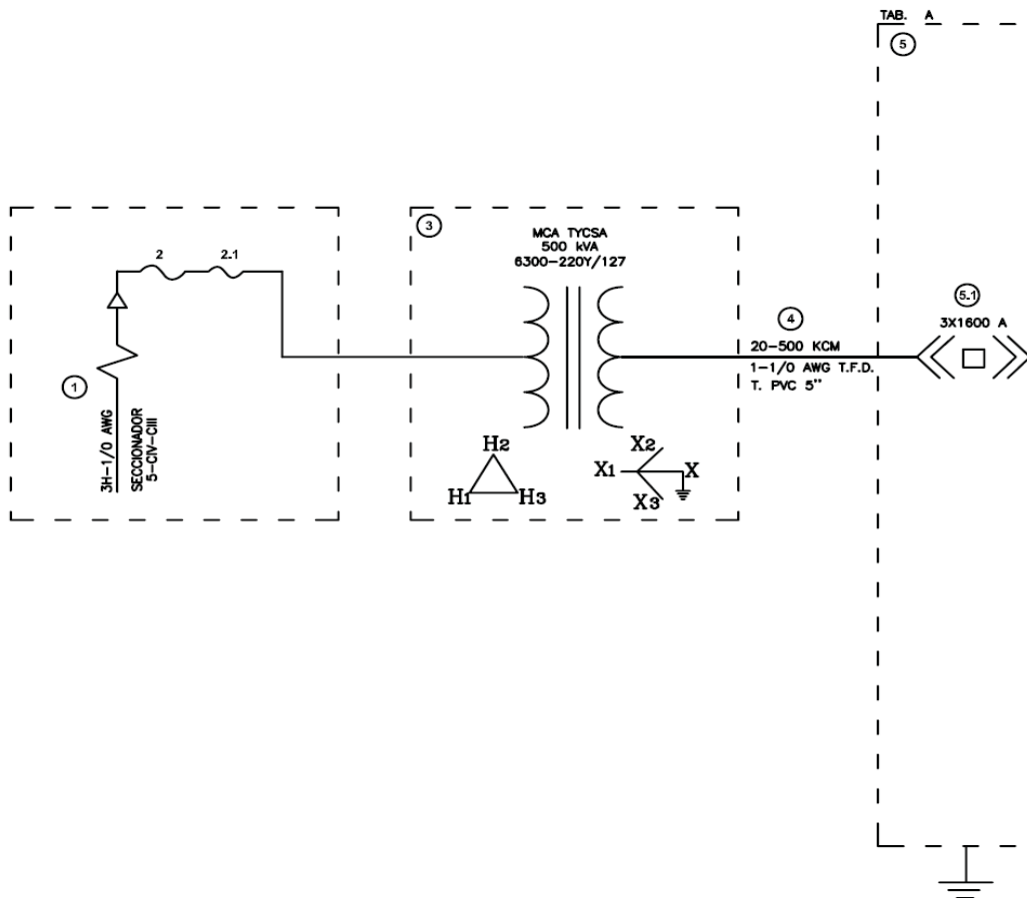 TAB. A
5
3
MCA TYCSA
500 kVA
6300-220Y/127
2
2.1
1
3H-1/0 AWG
SECCIONADOR
5-CIV-CIII
4
20-500 KCM
1-1/0 AWG T.F.D.
T. PVC 5''
5.1
3X1600 A
H2
H1
H3
X2
X1
X
X3